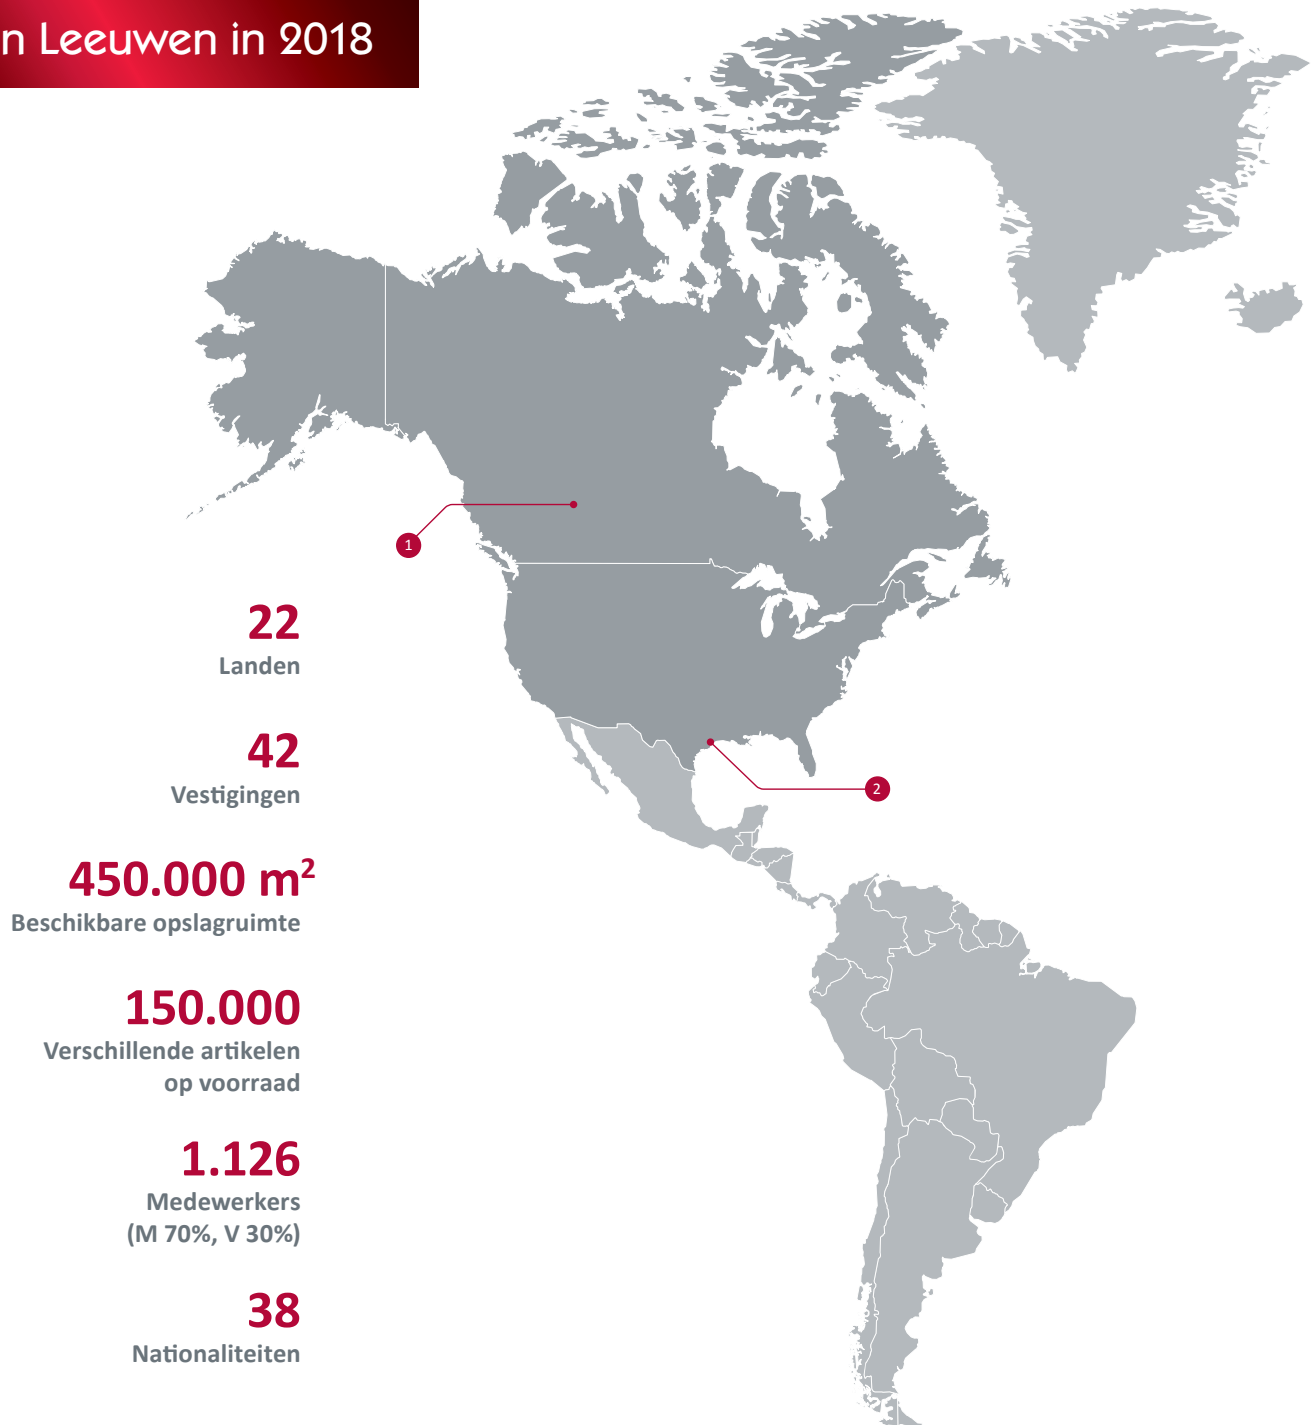 n Leeuwen in 2018
1
22
Landen
42
Vestigingen
2
450.000 m²
Beschikbare opslagruimte
150.000
Verschillende artikelen
op voorraad
1.126
Medewerkers
(M 70%, V 30%)
38
Nationaliteiten